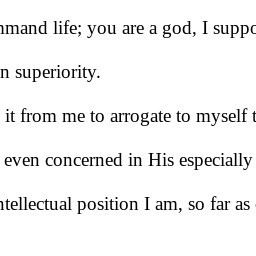 mmand life; you are a god, I suppo
n superiority.
it from me to arrogate to myself
even concerned in His especially
ntellectual position I am, so far as